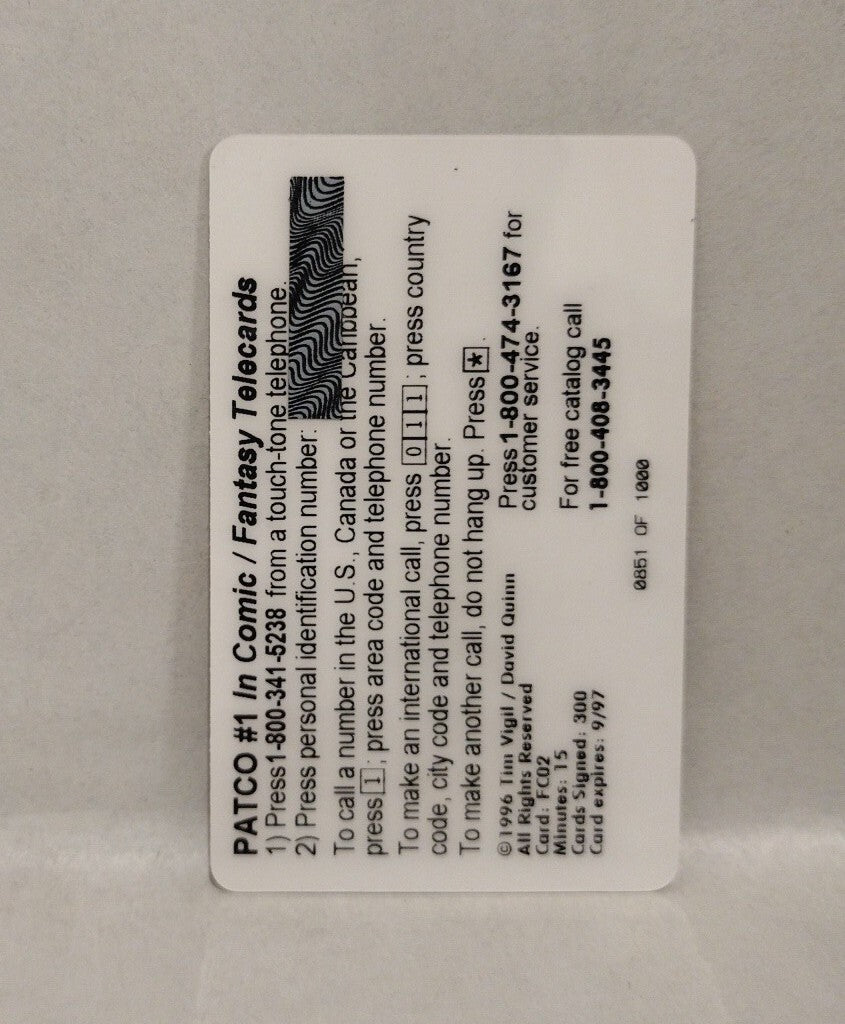 PATCO #1 In Comic / Fantasy Telecards
1) Press 1-800-341-5238 from a touch-tone telephone.
2) Press personal identification number:
To call a number in the U.S., Canada or the Caribbean,
press 1; press area code and telephone number.
To make an international call, press 0 1 1; press country
code, city code and telephone number.
To make another call, do not hang up. Press ★.
©1996 Tim Vigil / David Quinn
All Rights Reserved
Card: FC02
Minutes: 15
Cards Signed: 300
Card expires: 9/97
Press 1-800-474-3167 for
customer service.
For free catalog call
1-800-408-3445
0851 OF 1000